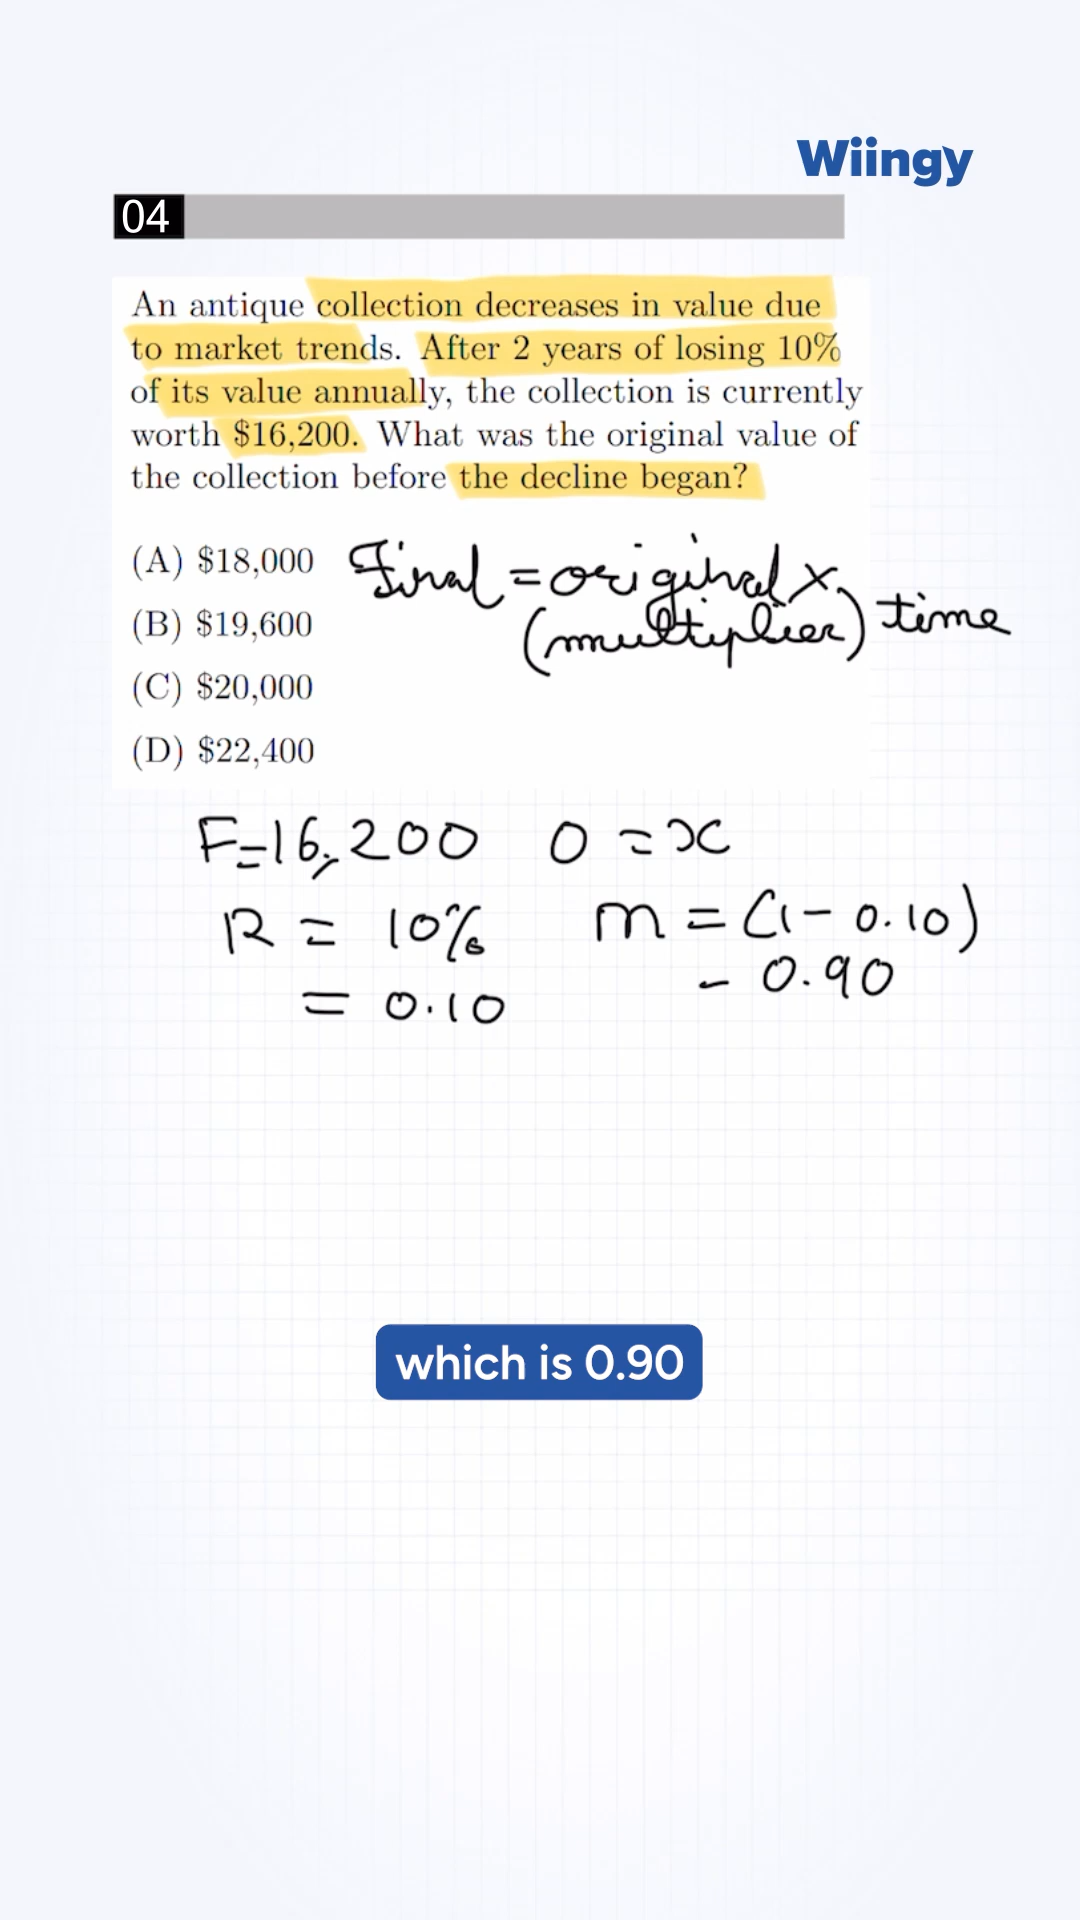 Wiingy
04
An antique collection decreases in value due
to market trends. After 2 years of losing 10%
of its value annually, the collection is currently
worth $16,200. What was the original value of
the collection before the decline began?
(A) $18,000
(B) $19,600
(C) $20,000
(D) $22,400
Final = original x
(multiplier) time
F=16,200 O = x
R = 10% m = (1 - 0.10)
= 0.10 - 0.90
which is 0.90